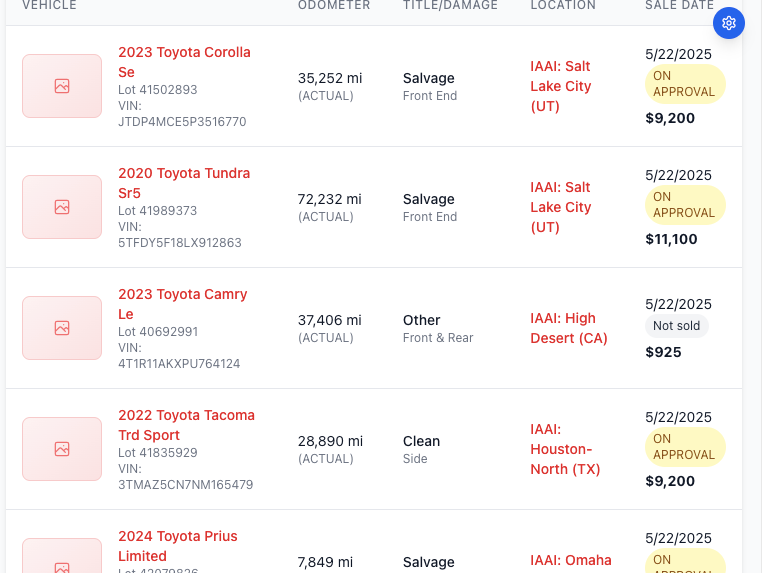 VEHICLE ODOMETER TITLE/DAMAGE LOCATION SALE DATE
2023 Toyota Corolla
Se
Lot 41502893
VIN:
JTDP4MCE5P3516770
35,252 mi
(ACTUAL)
Salvage
Front End
IAAI: Salt
Lake City
(UT)
5/22/2025
ON
APPROVAL
$9,200
2020 Toyota Tundra
Sr5
Lot 41989373
VIN:
5TFDY5F18LX912863
72,232 mi
(ACTUAL)
Salvage
Front End
IAAI: Salt
Lake City
(UT)
5/22/2025
ON
APPROVAL
$11,100
2023 Toyota Camry
Le
Lot 40692991
VIN:
4T1R11AKXPU764124
37,406 mi
(ACTUAL)
Other
Front & Rear
IAAI: High
Desert (CA)
5/22/2025
Not sold
$925
2022 Toyota Tacoma
Trd Sport
Lot 41835929
VIN:
3TMAZ5CN7NM165479
28,890 mi
(ACTUAL)
Clean
Side
IAAI:
Houston-
North (TX)
5/22/2025
ON
APPROVAL
$9,200
2024 Toyota Prius
Limited
7,849 mi
Salvage
IAAI: Omaha
5/22/2025
ON